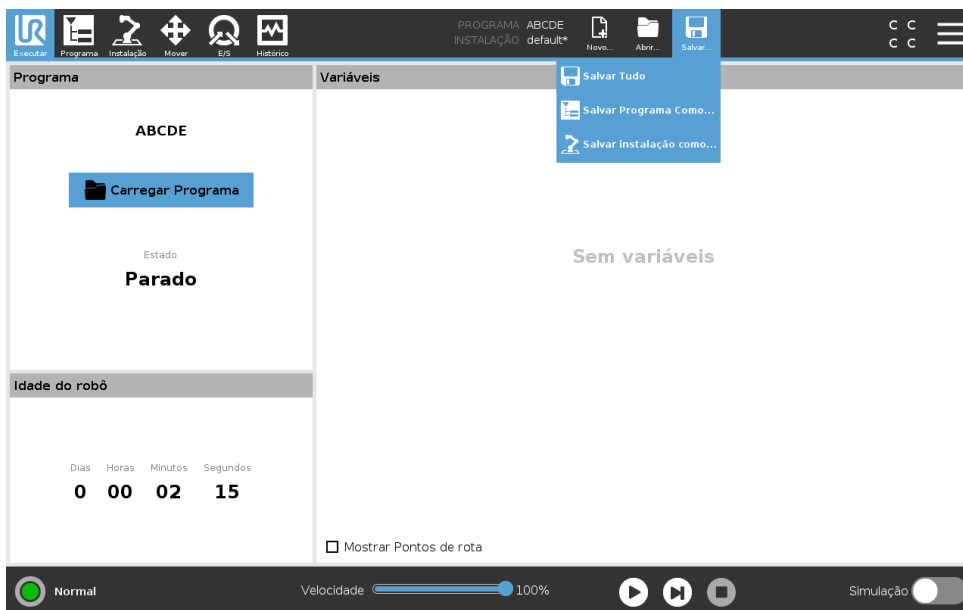 UR
Executar
Programa
Instalação
Mover
E/S
Histórico
PROGRAMA ABCDE
INSTALAÇÃO default*
Novo...
Abrir...
Salvar...
C C
C C
Salvar Tudo
Salvar Programa Como...
Salvar instalação como...
Programa
ABCDE
Carregar Programa
Estado
Parado
Idade do robô
Dias Horas Minutos Segundos
0 00 02 15
Variáveis
Sem variáveis
Mostrar Pontos de rota
Normal
Velocidade 100%
Simulação